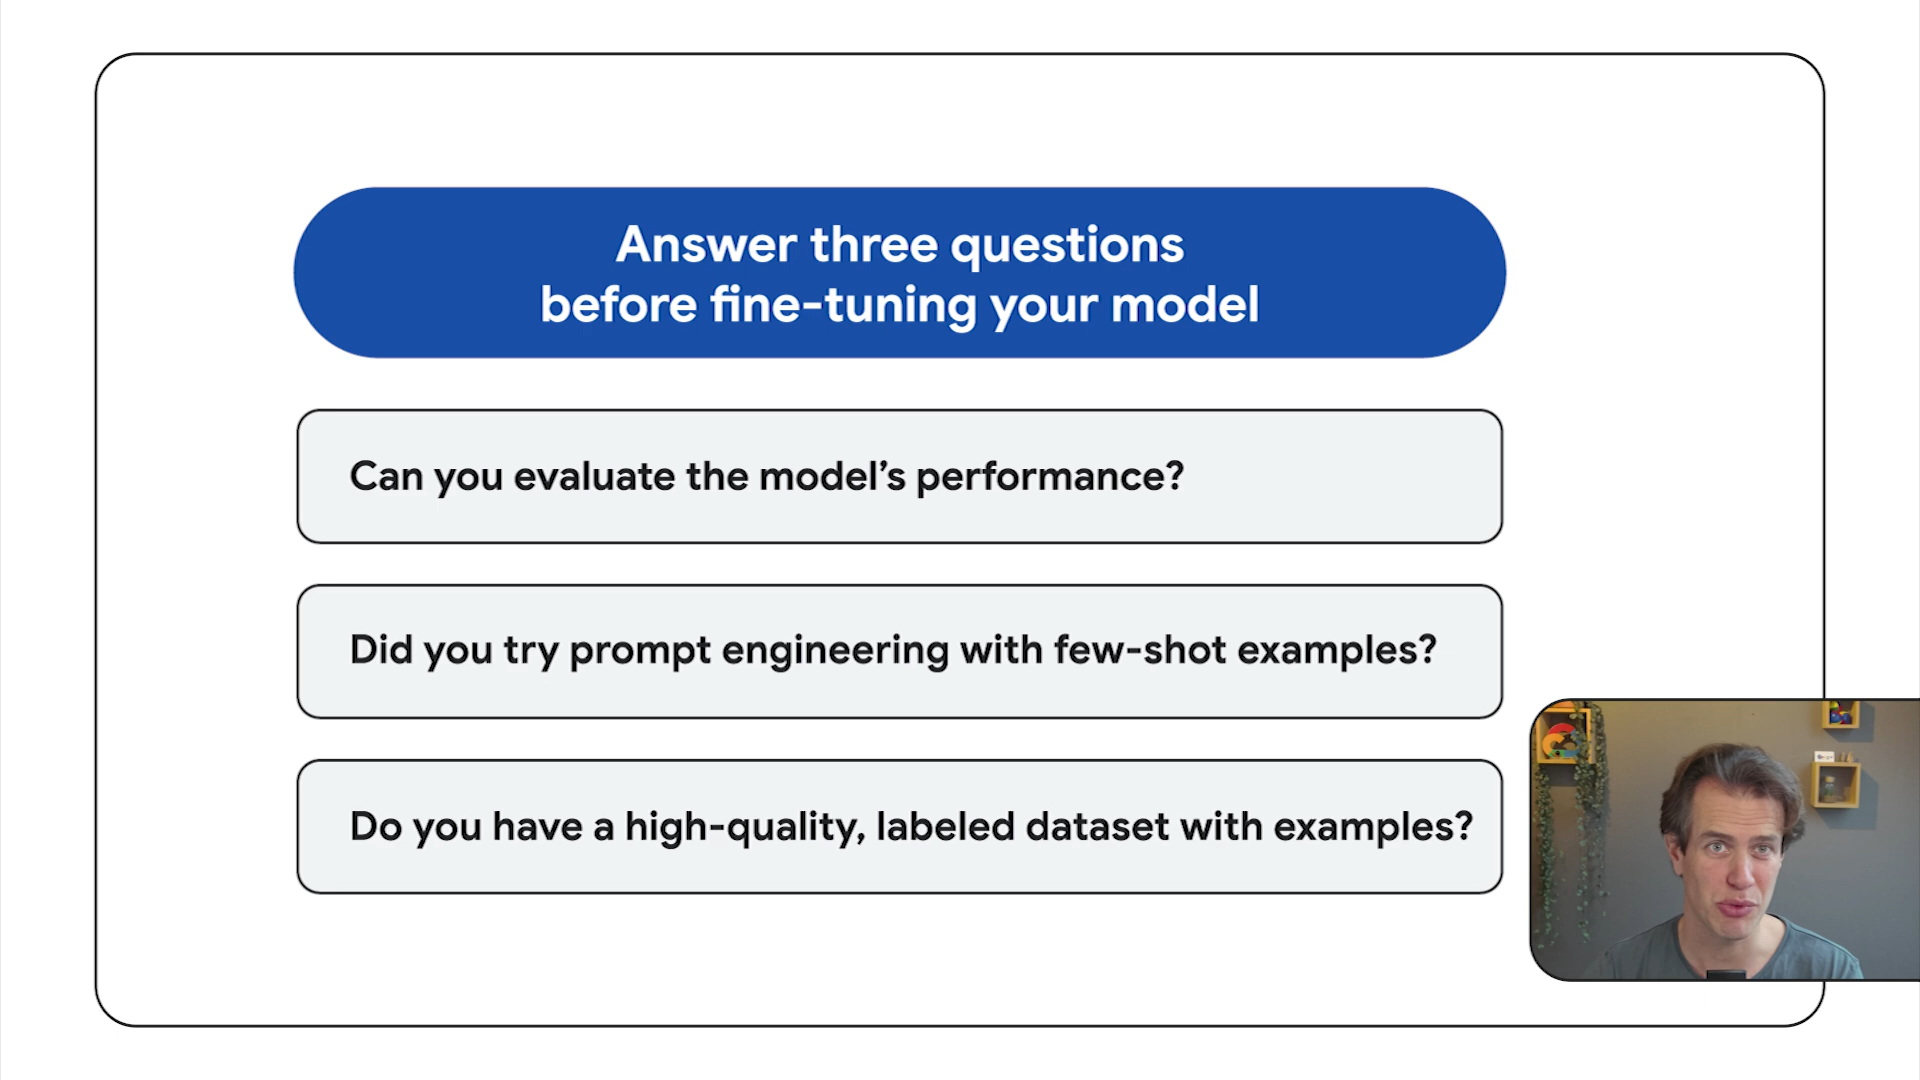 Answer three questions
before fine-tuning your model
Can you evaluate the model’s performance?
Did you try prompt engineering with few-shot examples?
Do you have a high-quality, labeled dataset with examples?